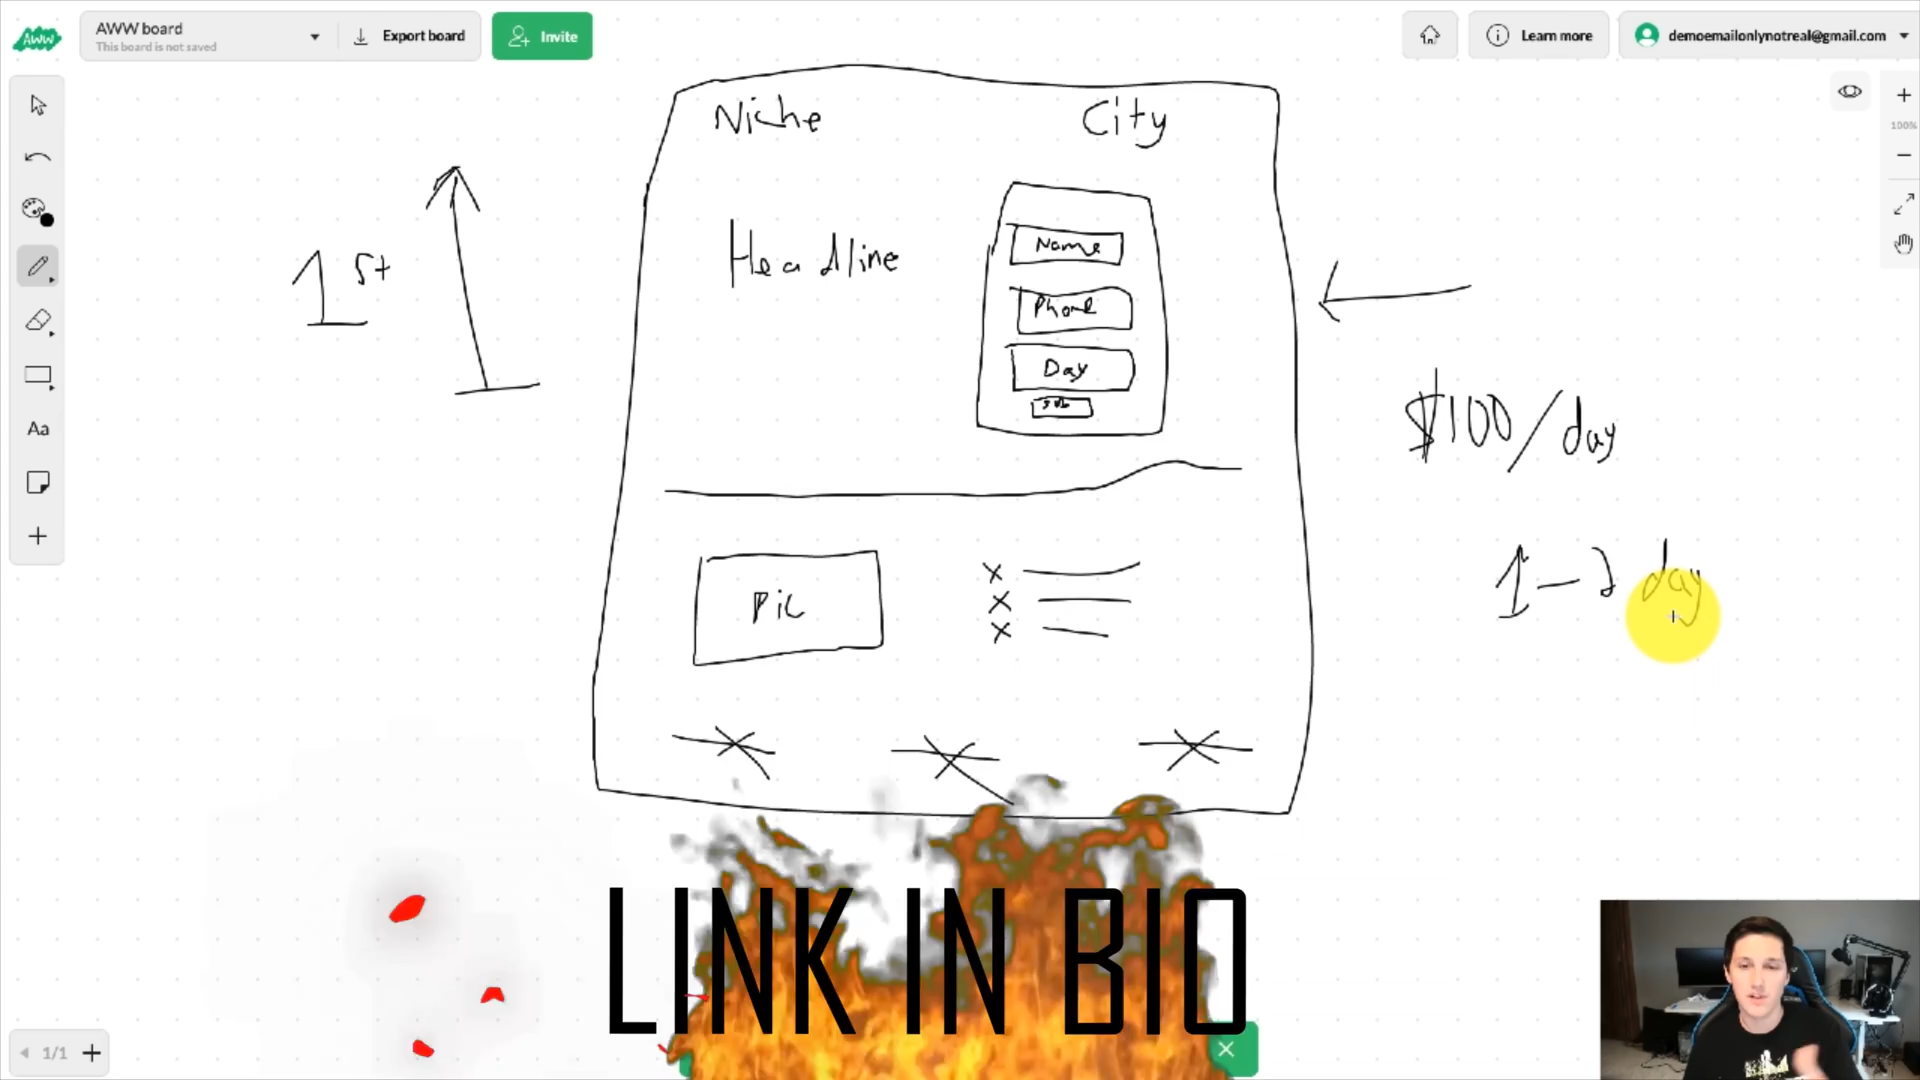 AWW
AWW board
This board is not saved
Export board
Invite
Learn more
demoemailonlynotreal@gmail.com
100%
Niche City
Headline
Name
Phone
Day
1st
$100/day
1-2 day
Pic
Aa
LINK IN BIO
1/1